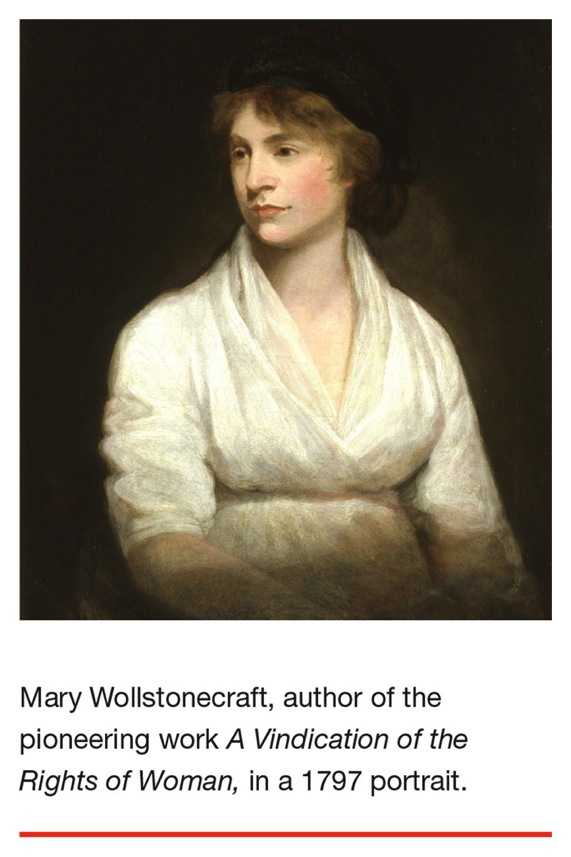 Mary Wollstonecraft, author of the
pioneering work A Vindication of the
Rights of Woman, in a 1797 portrait.